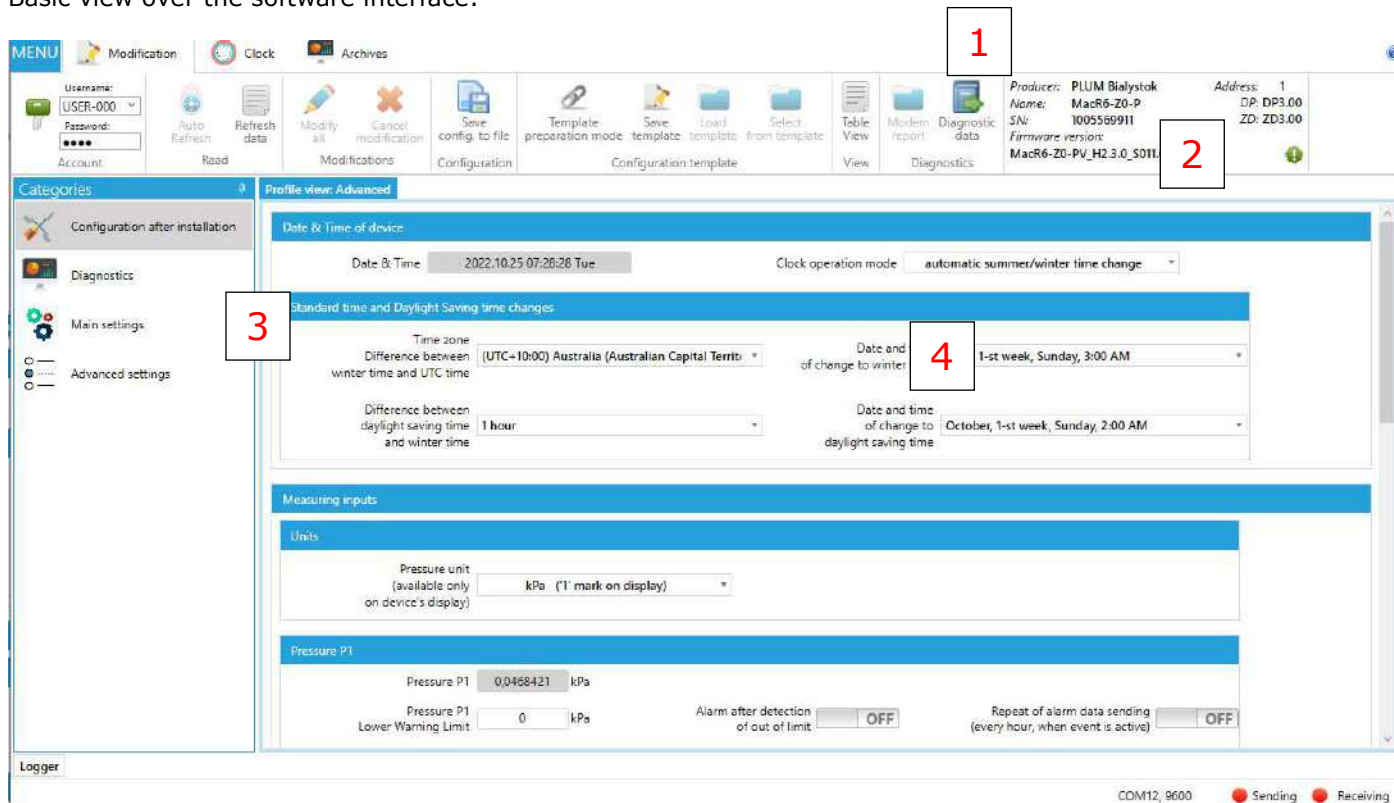 Basic view over the software interface:
1
MENU Modification Clock Archives
Username:
USER-000
Password:
Account
Auto Refresh
Refresh data
Read
Modify all
Cancel modification
Modifications
Save config. to file
Configuration
Template preparation mode
Save template
Load template
Select from template
Configuration template
Table View
View
Modem report
Diagnostic data
Diagnostics
Producer: PLUM Bialystok
Name: MacR6-Z0-P
SN: 1005569911
Firmware version:
MacR6-Z0-PV_H2.3.0_S011.
Address: 1
DP: DP3.00
ZD: ZD3.00
2
Categories
Configuration after installation
Diagnostics
Main settings
Advanced settings
3
Profile view: Advanced
Date & Time of device
Date & Time 2022.10.25 07:28:28 Tue
Clock operation mode automatic summer/winter time change
Standard time and Daylight Saving time changes
Time zone
Difference between
winter time and UTC time
(UTC+10:00) Australia (Australian Capital Territ
Date and
of change to winter
4
1-st week, Sunday, 3:00 AM
Difference between
daylight saving time
and winter time
1 hour
Date and time
of change to
daylight saving time
October, 1-st week, Sunday, 2:00 AM
Measuring inputs
Units
Pressure unit
(available only
on device's display)
kPa ('1' mark on display)
Pressure P1
Pressure P1 0,0468421 kPa
Pressure P1
Lower Warning Limit
0 kPa
Alarm after detection
of out of limit
OFF
Repeat of alarm data sending
(every hour, when event is active)
OFF
Logger
COM12, 9600 Sending Receiving